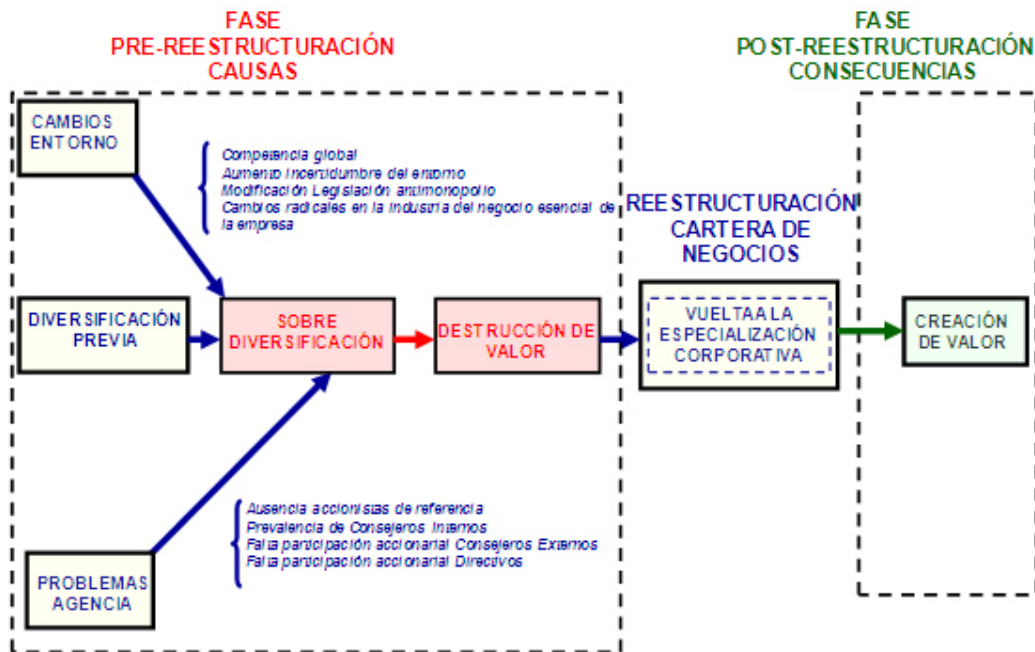 FASE
PRE-REESTRUCTURACIÓN
CAUSAS
FASE
POST-REESTRUCTURACIÓN
CONSECUENCIAS
CAMBIOS
ENTORNO
Competencia global
Aumento incertidumbre del entorno
Modificación Legislación antimonopolio
Cambios radicales en la industria del negocio esencial de
la empresa
REESTRUCTURACIÓN
CARTERA DE
NEGOCIOS
DIVERSIFICACIÓN
PREVIA
SOBRE
DIVERSIFICACIÓN
DESTRUCCIÓN DE
VALOR
VUELTA A LA
ESPECIALIZACIÓN
CORPORATIVA
CREACIÓN
DE VALOR
Ausencia accionistas de referencia
Prevalencia de Consejeros Internos
Falta participación accionarial Consejeros Externos
Falta participación accionarial Directivos
PROBLEMAS
AGENCIA